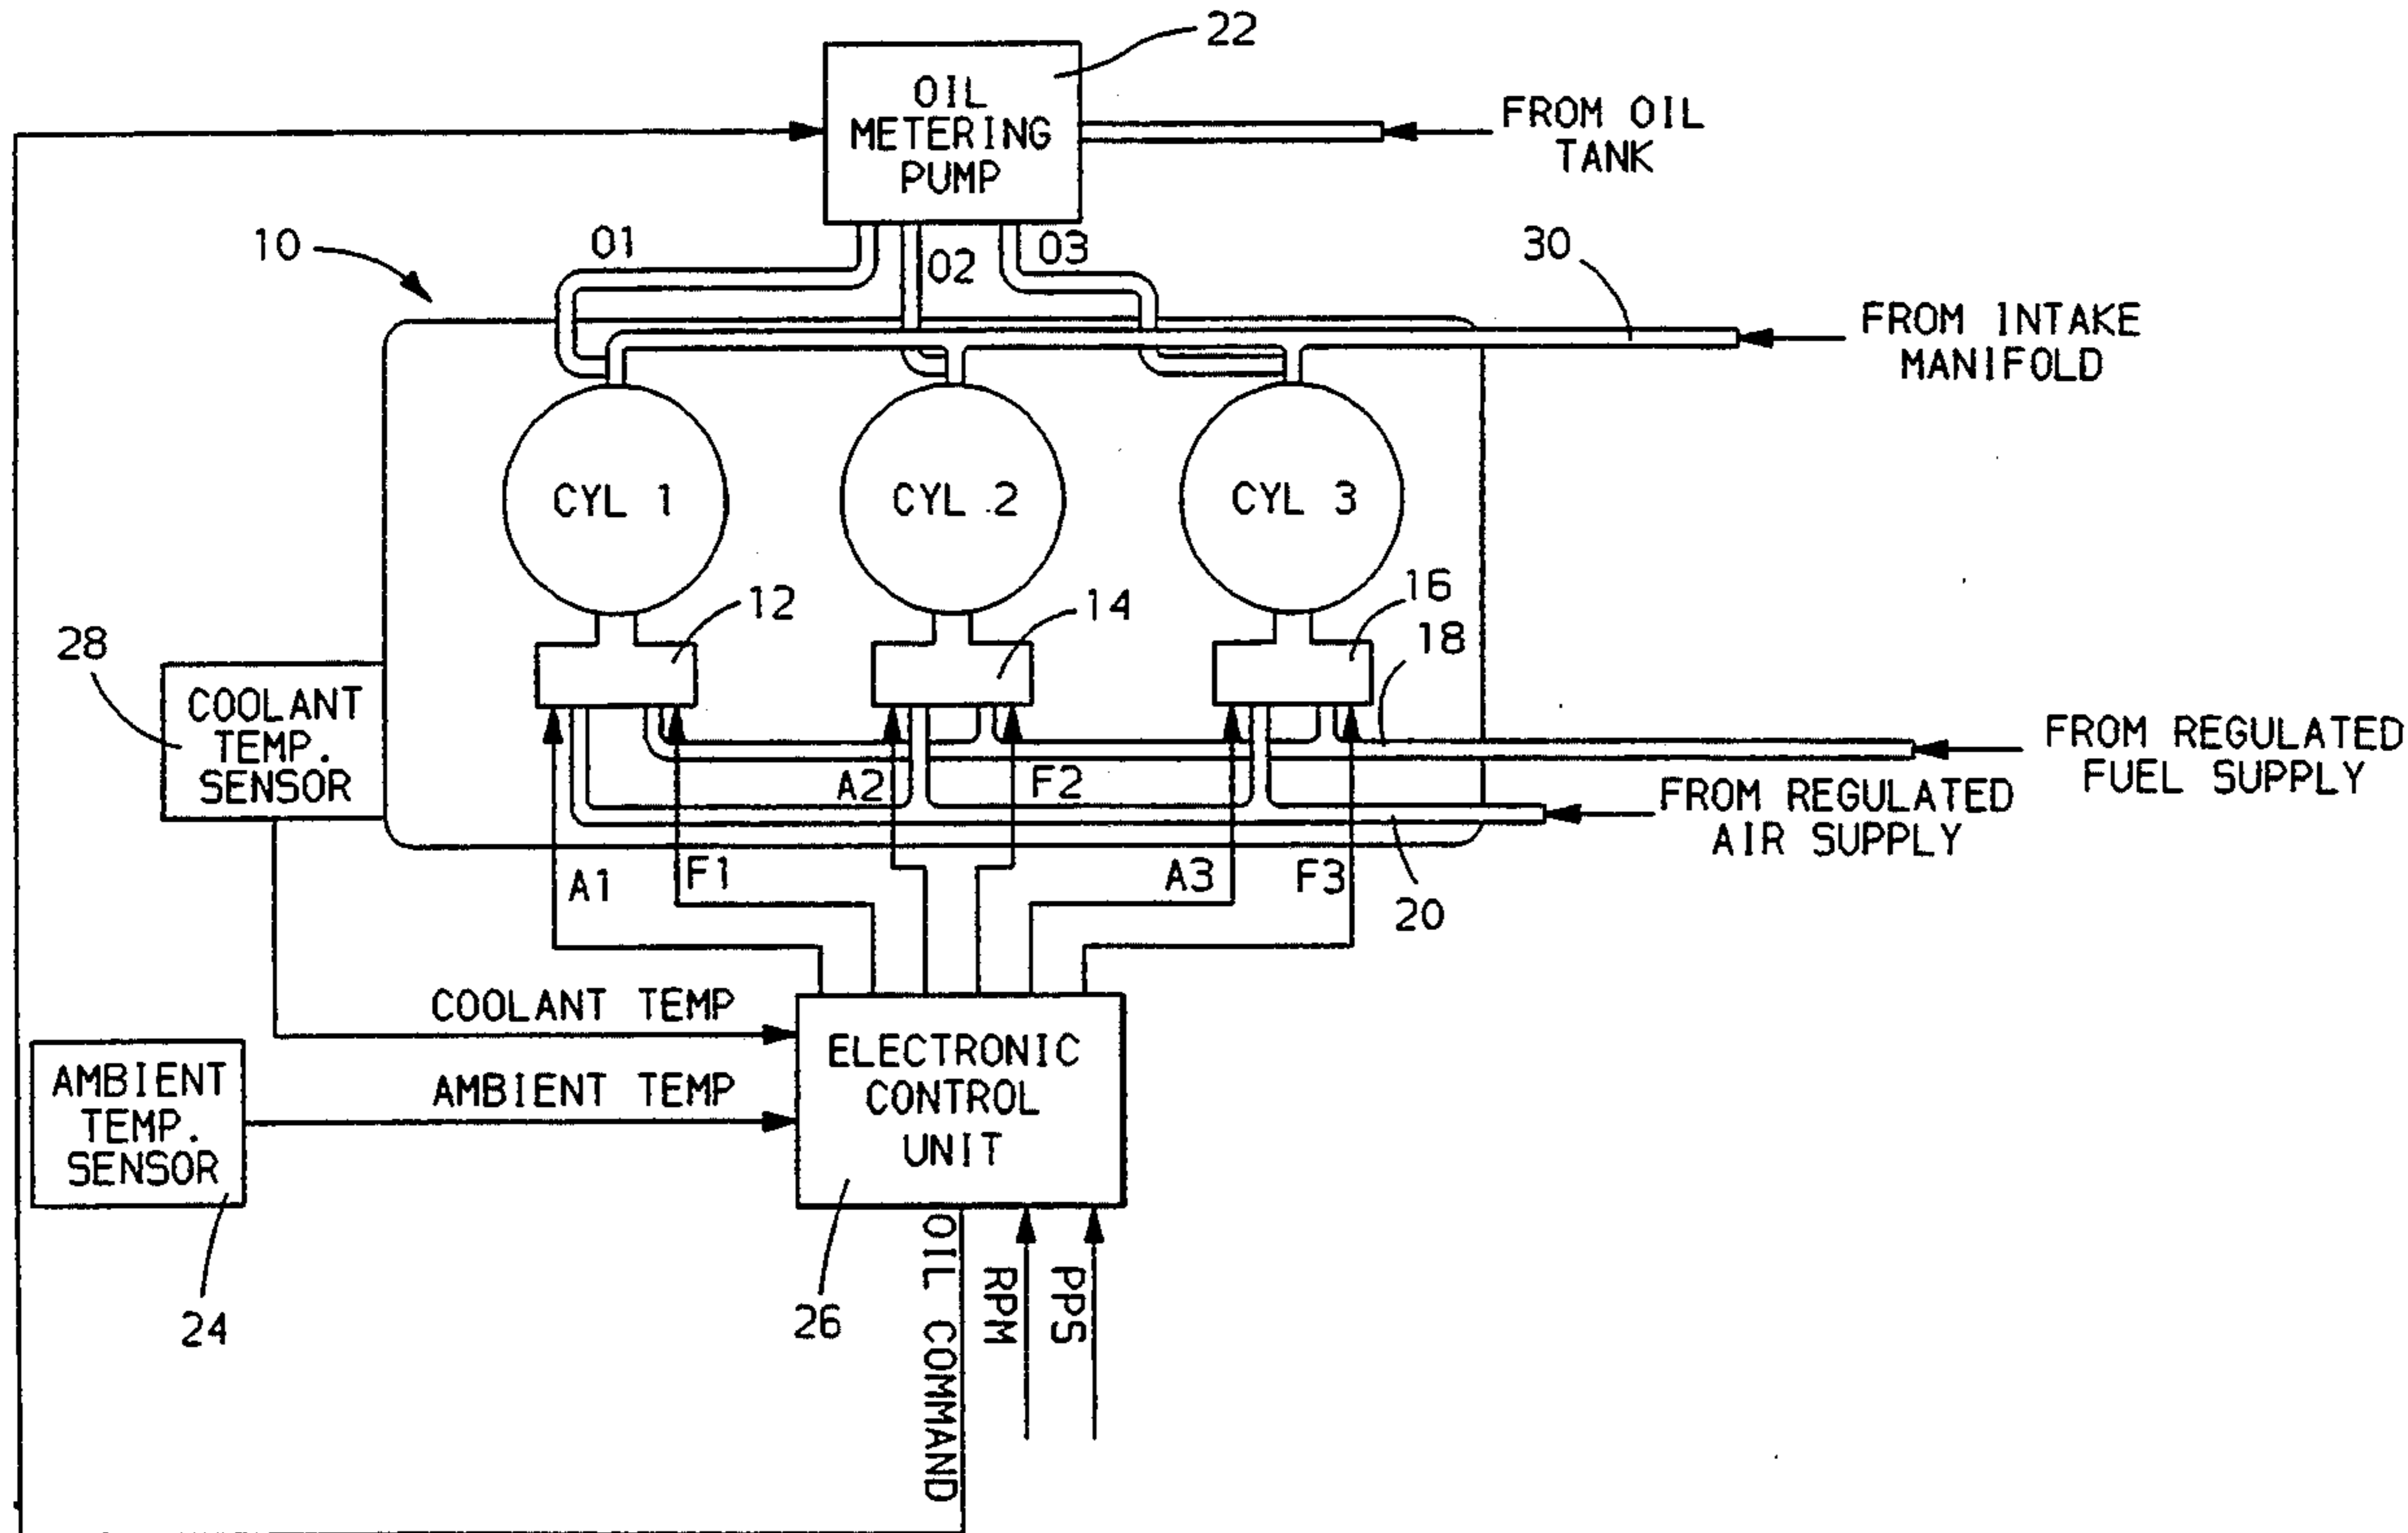 22
OIL
METERING
PUMP
FROM OIL
TANK
10
O1
O2
O3
30
FROM INTAKE
MANIFOLD
CYL 1
CYL 2
CYL 3
12
14
16
18
28
COOLANT
TEMP.
SENSOR
A2
F2
FROM REGULATED
FUEL SUPPLY
FROM REGULATED
AIR SUPPLY
A1
F1
A3
F3
20
COOLANT TEMP
AMBIENT TEMP
AMBIENT
TEMP.
SENSOR
ELECTRONIC
CONTROL
UNIT
24
26
OIL COMMAND
RPM
PPS